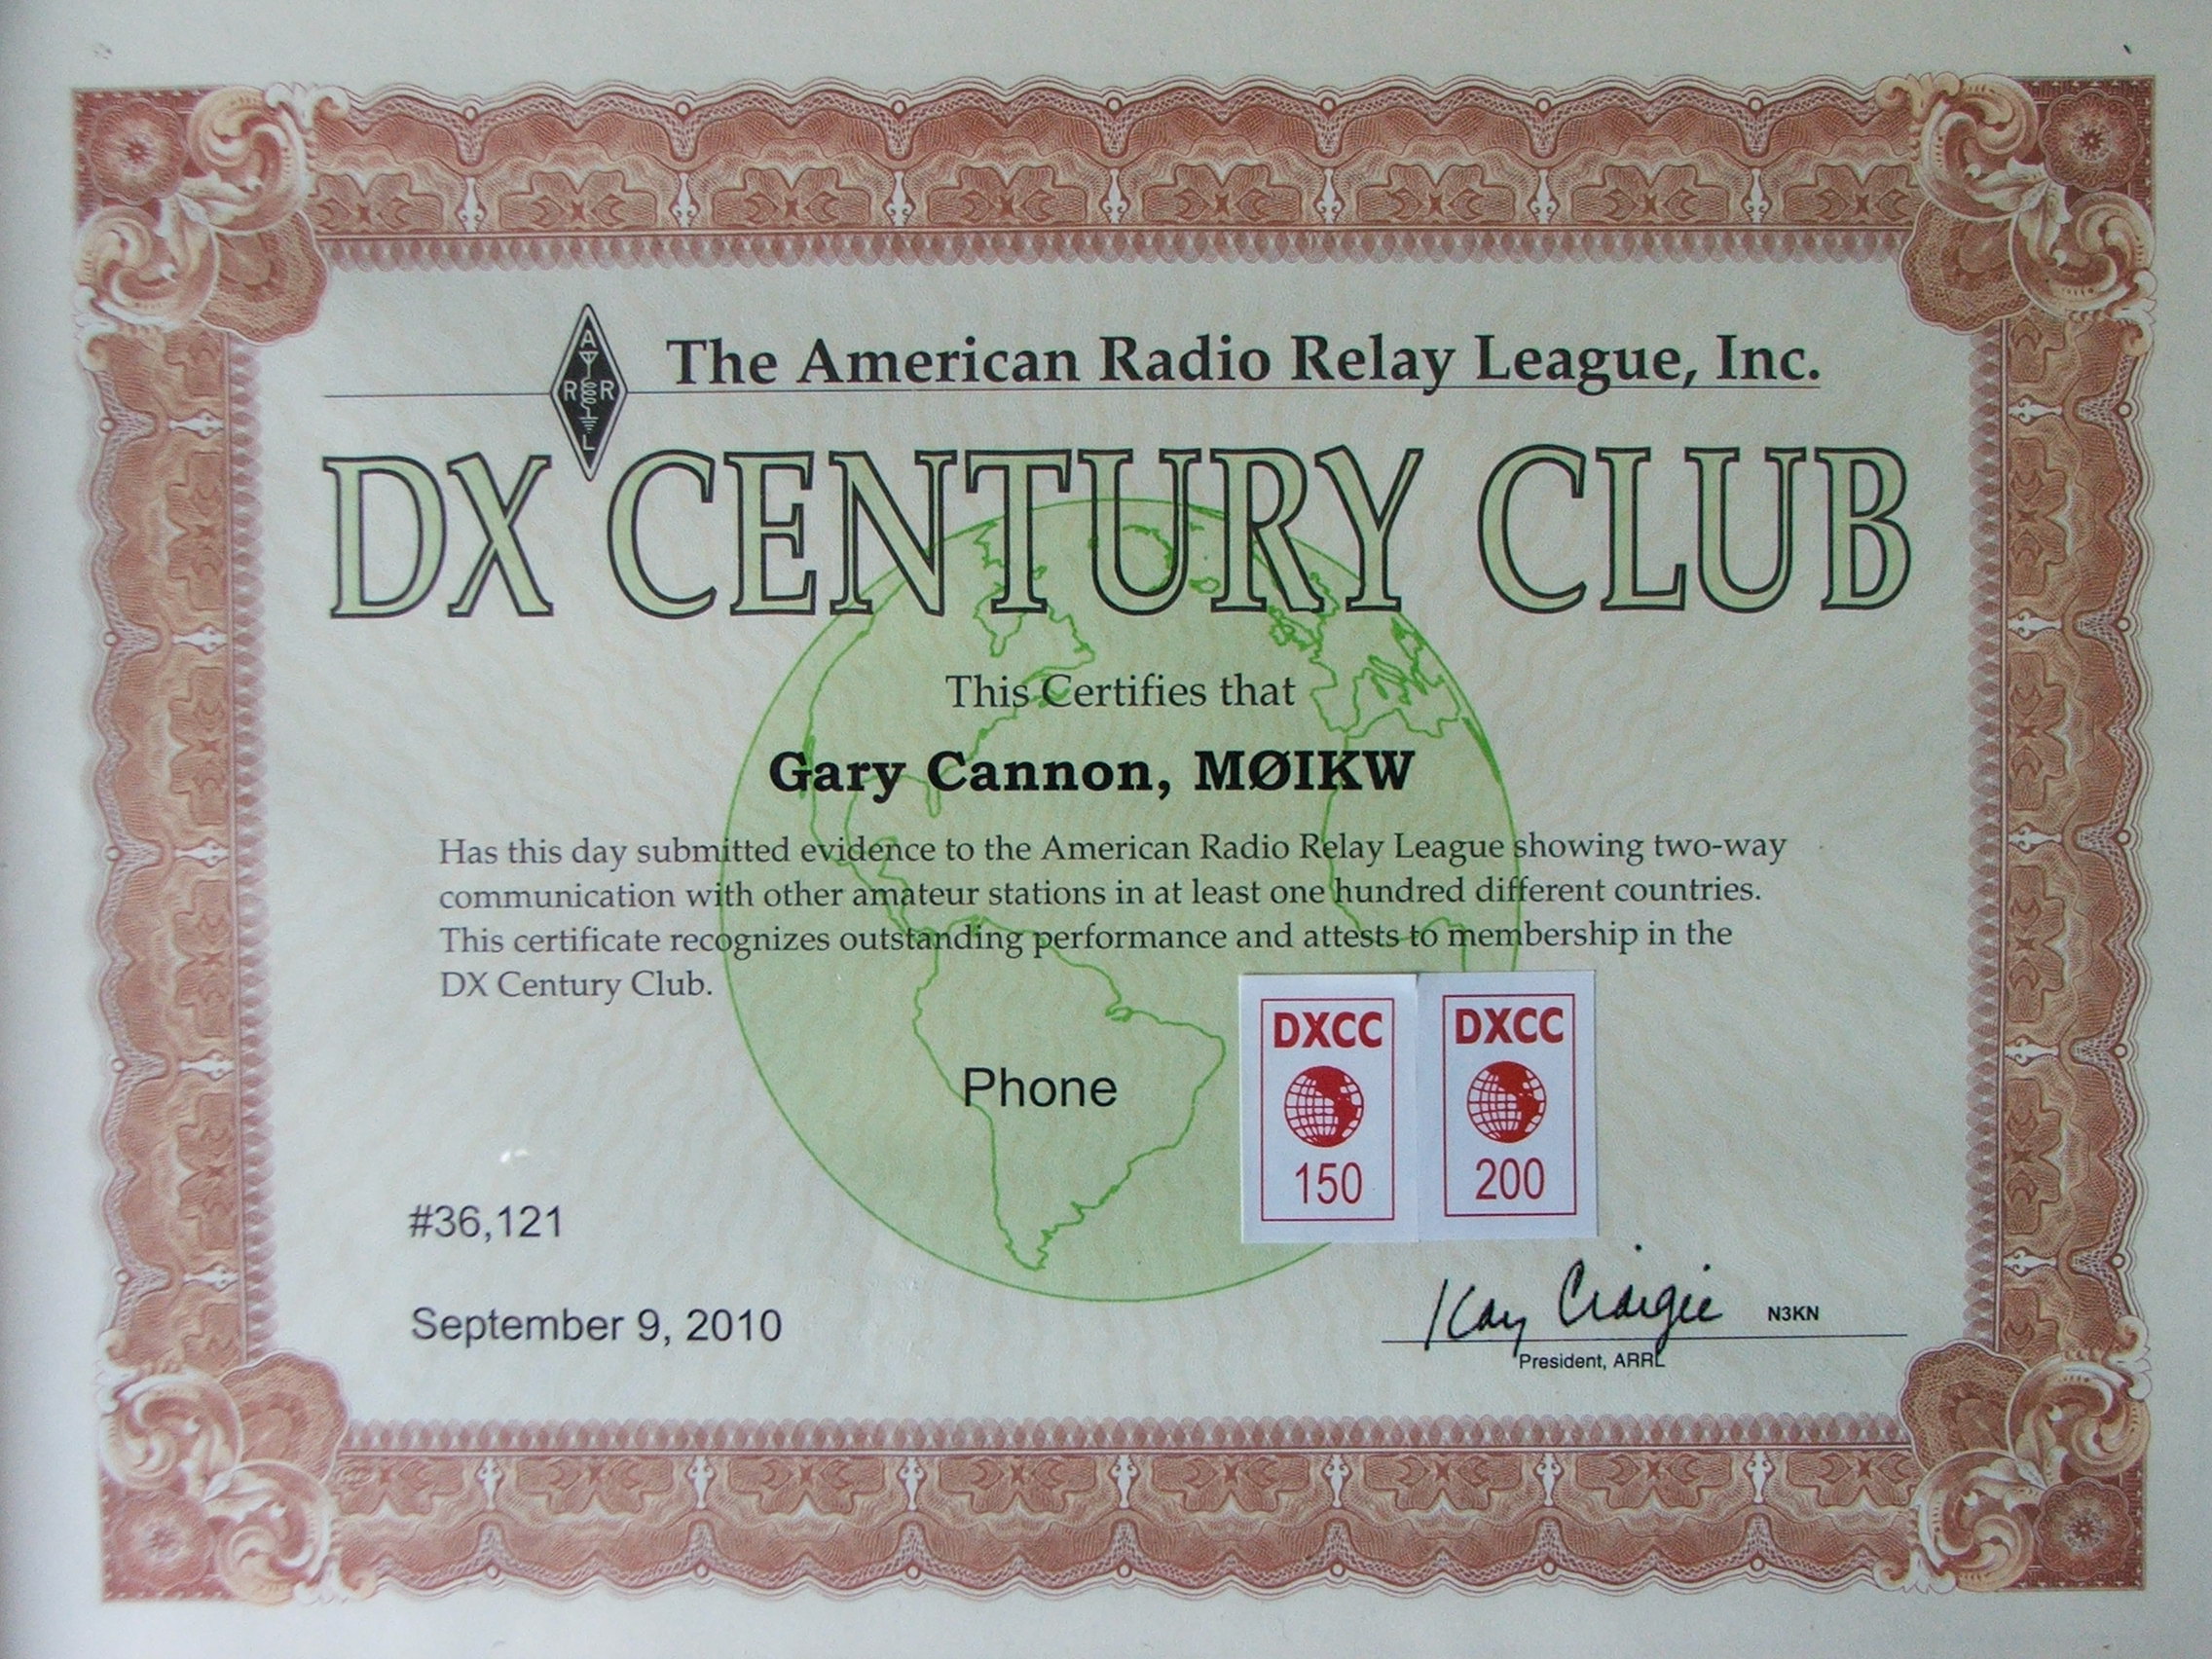 A
R R
L
The American Radio Relay League, Inc.
DX CENTURY CLUB
This Certifies that
Gary Cannon, MØIKW
Has this day submitted evidence to the American Radio Relay League showing two-way
communication with other amateur stations in at least one hundred different countries.
This certificate recognizes outstanding performance and attests to membership in the
DX Century Club.
Phone
DXCC
150
DXCC
200
#36,121
September 9, 2010
Kay Craigie N3KN
President, ARRL